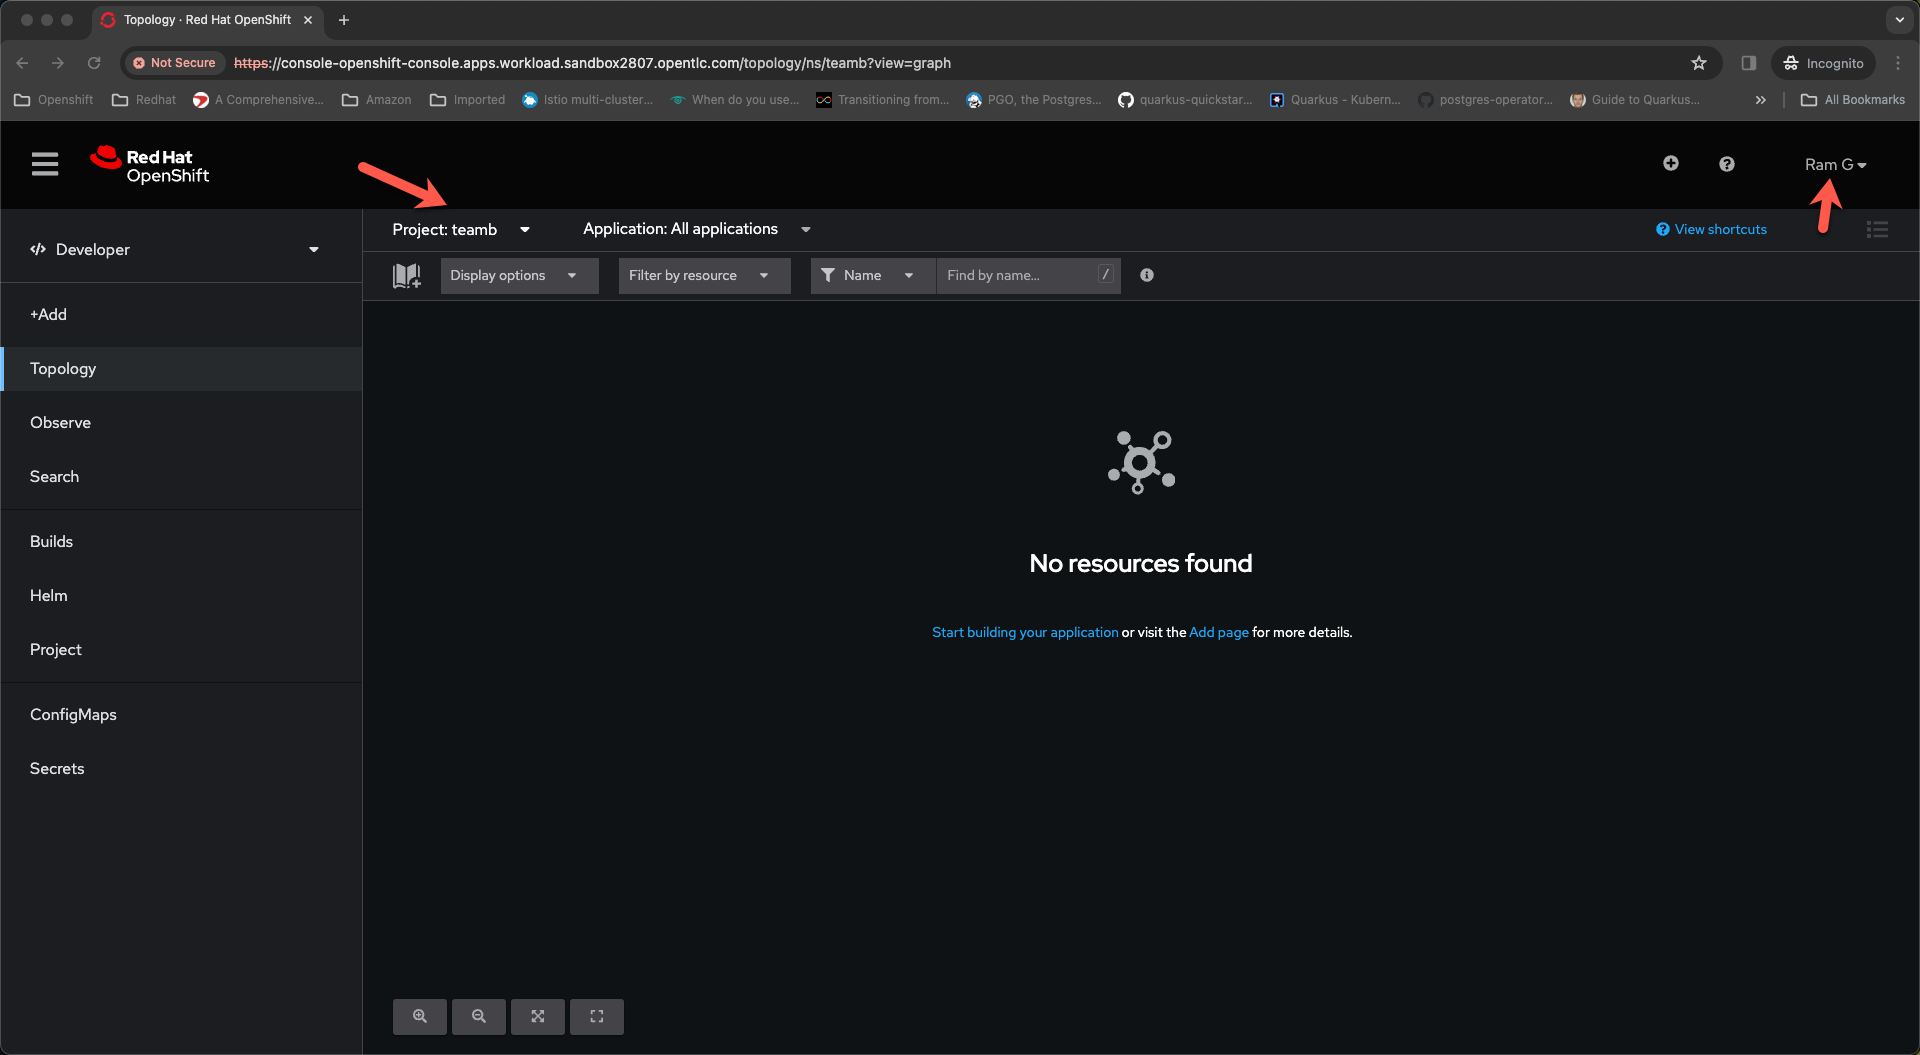 Topology · Red Hat OpenShift
Not Secure https://console-openshift-console.apps.workload.sandbox2807.opentlc.com/topology/ns/teamb?view=graph Incognito
Openshift Redhat A Comprehensive... Amazon Imported Istio multi-cluster... When do you use... Transitioning from... PGO, the Postgres... quarkus-quickstar... Quarkus - Kubern... postgres-operator... Guide to Quarkus... » All Bookmarks
Red Hat
OpenShift
Ram G
Project: teamb Application: All applications View shortcuts
Developer
Display options Filter by resource Name Find by name... /
+Add
Topology
Observe
Search
Builds
Helm
Project
ConfigMaps
Secrets
No resources found
Start building your application or visit the Add page for more details.